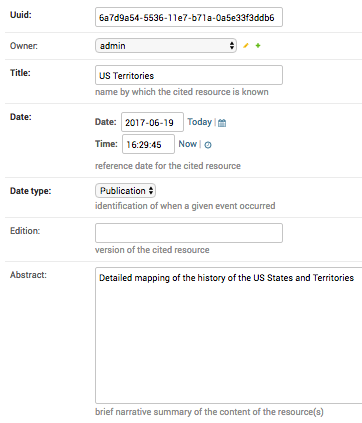 Uuid: 6a7d9a54-5536-11e7-b71a-0a5e33f3ddb6
Owner: admin
Title: US Territories
name by which the cited resource is known
Date: Date: 2017-06-19 Today |
Time: 16:29:45 Now |
reference date for the cited resource
Date type: Publication
identification of when a given event occurred
Edition:
version of the cited resource
Abstract: Detailed mapping of the history of the US States and Territories
brief narrative summary of the content of the resource(s)